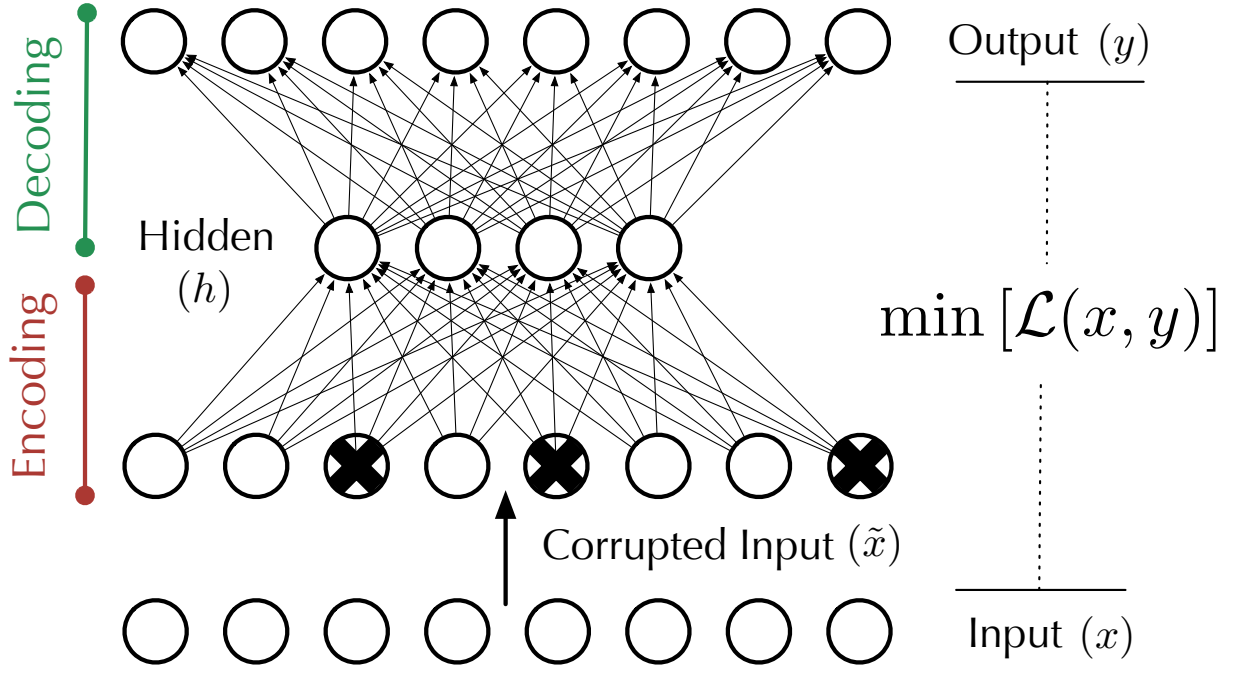 Decoding
Output (y)
Hidden
(h)
Encoding
min [ℒ(x, y)]
Corrupted Input (x̃)
Input (x)